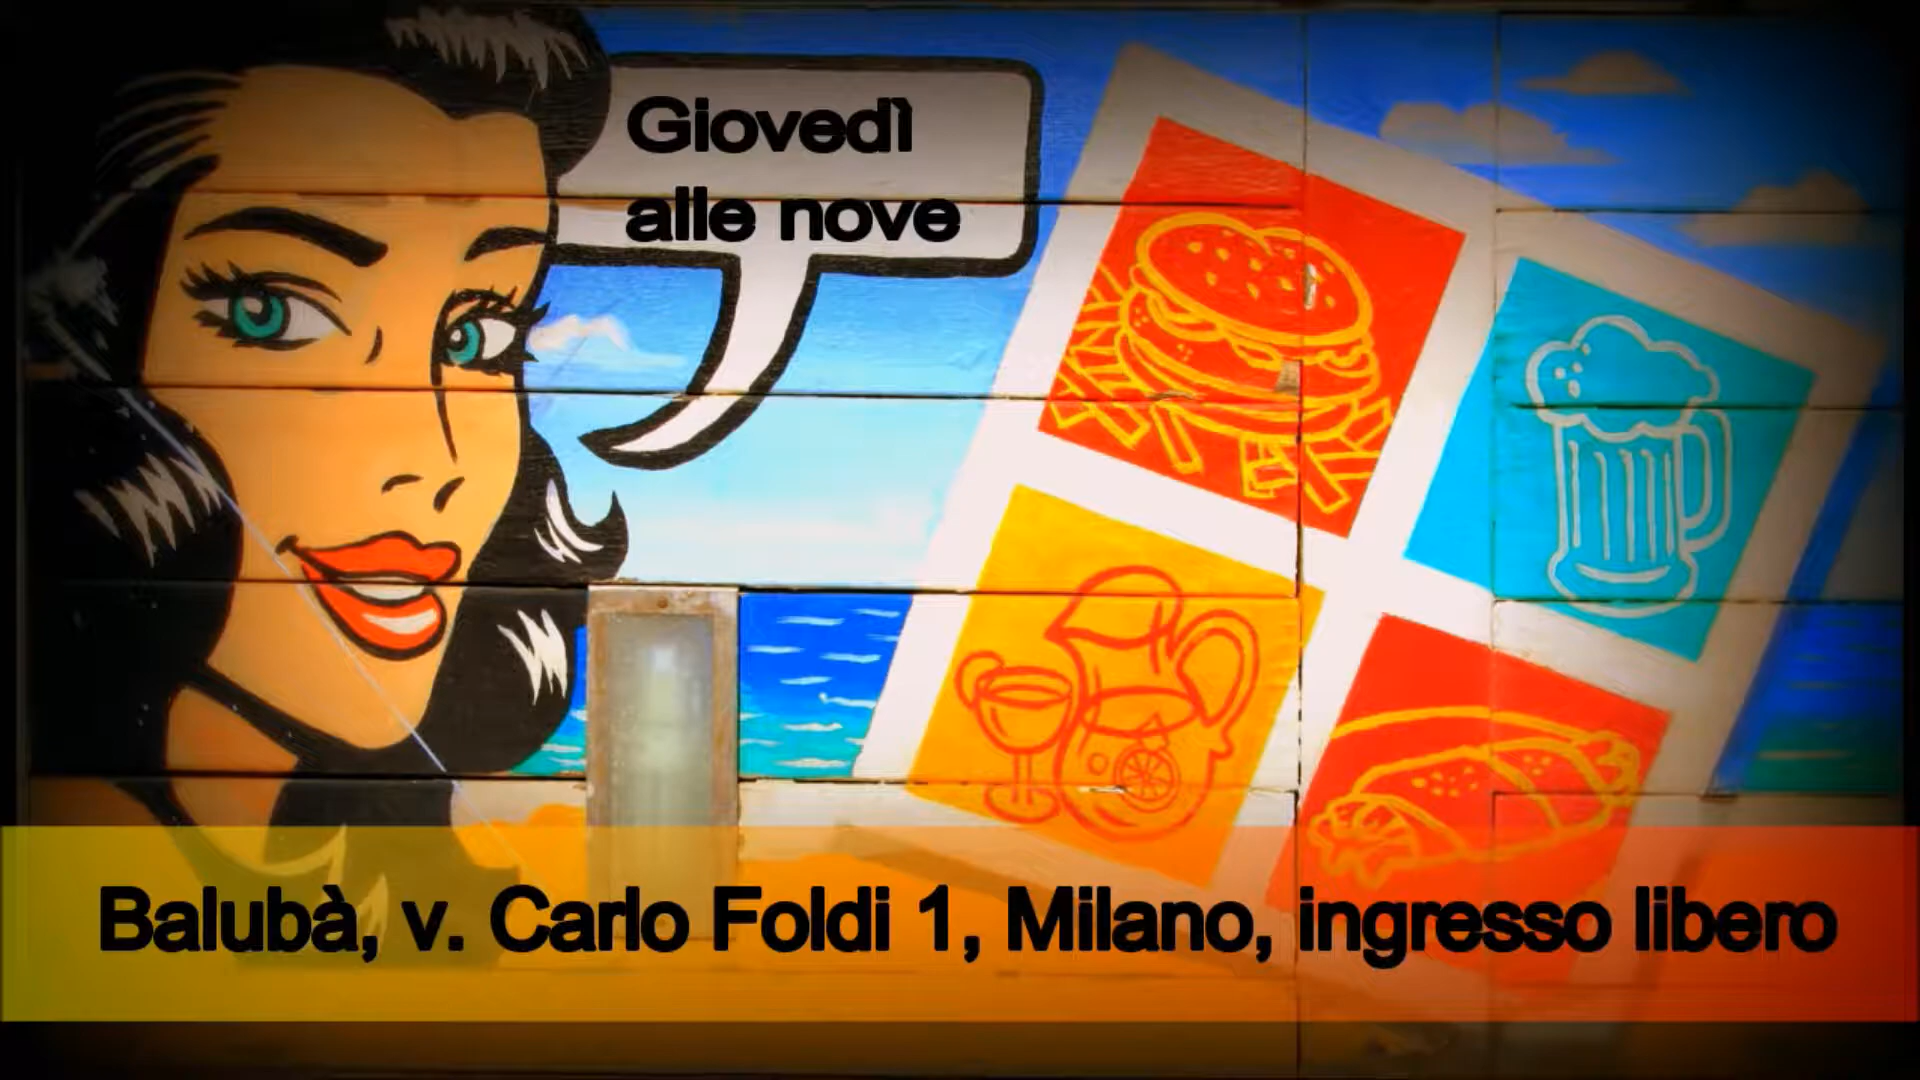 Giovedì
alle nove
Balubà, v. Carlo Foldi 1, Milano, ingresso libero